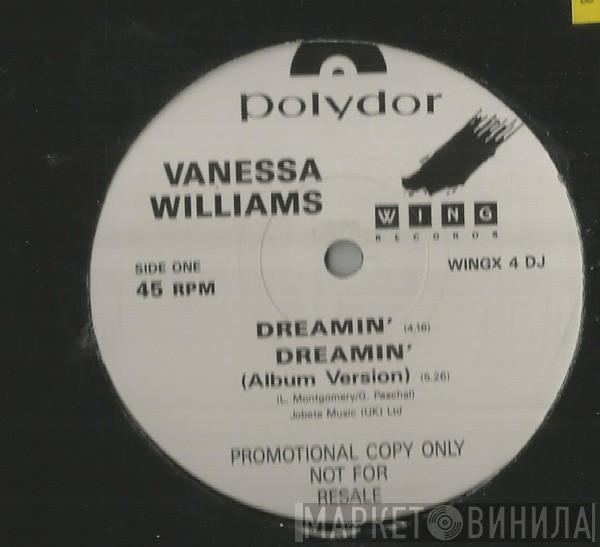 polydor
VANESSA
WILLIAMS
WING
RECORDS
SIDE ONE
45 RPM
WINGX 4 DJ
DREAMIN' (4.16)
DREAMIN'
(Album Version) (5.26)
(L. Montgomery/G. Paschal)
Jobete Music (UK) Ltd
PROMOTIONAL COPY ONLY
NOT FOR
RESALE
МАРКЕТ ВИНИЛА